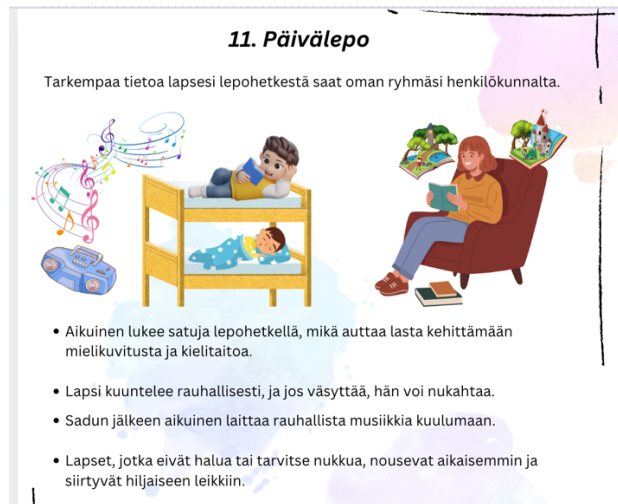 11. Päivälepo
Tarkempaa tietoa lapsesi lepohetkestä saat oman ryhmäsi henkilökunnalta.
• Aikuinen lukee satuja lepohetkellä, mikä auttaa lasta kehittämään
mielikuvitusta ja kielitaitoa.
• Lapsi kuuntelee rauhallisesti, ja jos väsyttää, hän voi nukahtaa.
• Sadun jälkeen aikuinen laittaa rauhallista musiikkia kuulumaan.
• Lapset, jotka eivät halua tai tarvitse nukkua, nousevat aikaisemmin ja
siirtyvät hiljaiseen leikkiin.